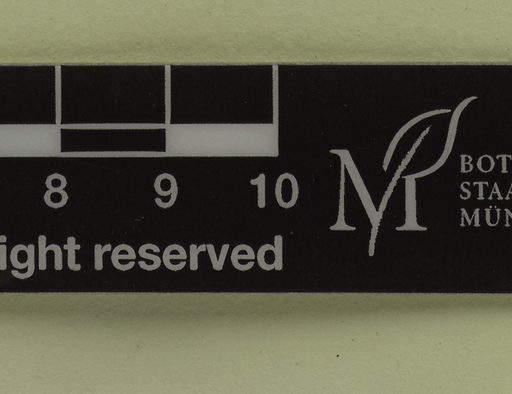 8 9 10
ight reserved
M
BOT
STAA
MÜN